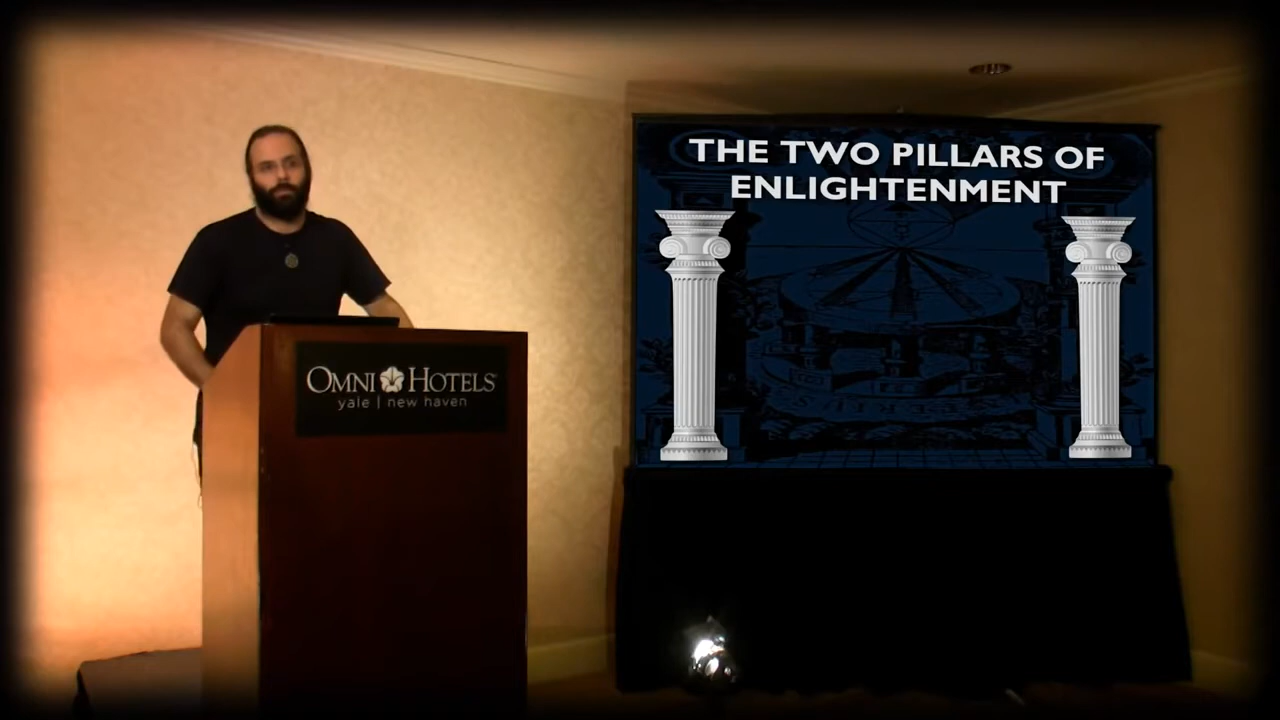 THE TWO PILLARS OF
ENLIGHTENMENT
OMNI HOTELS
yale | new haven